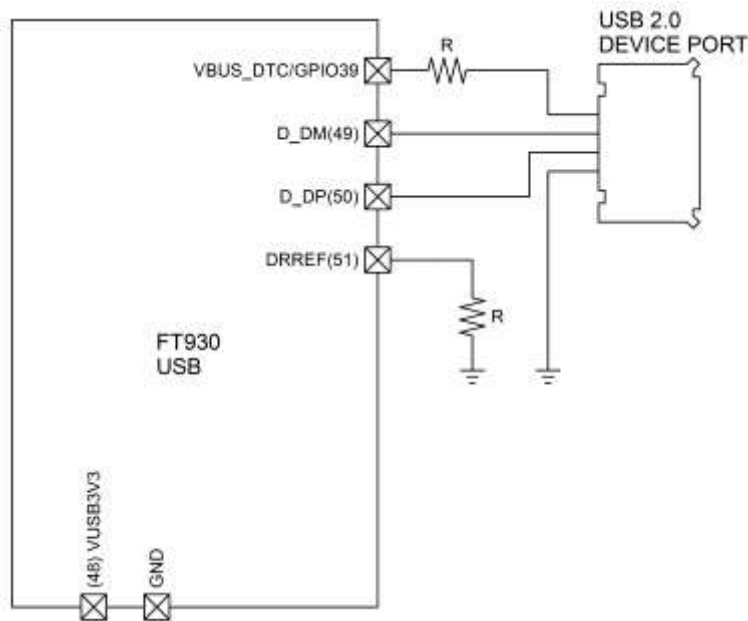 USB 2.0
DEVICE PORT
R
VBUS_DTC/GPIO39
D_DM(49)
D_DP(50)
DRREF(51)
R
FT930
USB
(48) VUSB3V3
GND